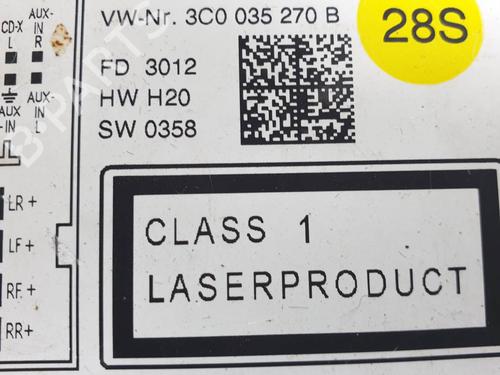 VW-Nr. 3C0 035 270 B
28S
CD-X AUX-
L IN
R
FD 3012
HW H20
SW 0358
AUX AUX-
-IN IN
L
LR +
LF +
RF +
RR+
CLASS 1
LASERPRODUCT
B-PARTS